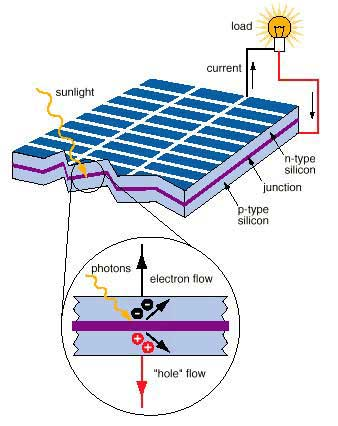 load
sunlight
current
n-type
silicon
junction
p-type
silicon
photons
electron flow
"hole" flow